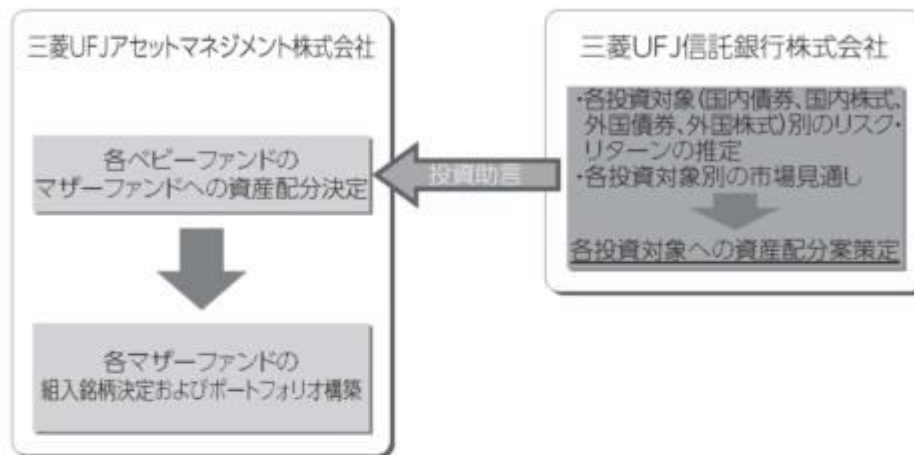 三菱UFJアセットマネジメント株式会社
各ベビーファンドの
マザーファンドへの資産配分決定
各マザーファンドの
組入銘柄決定およびポートフォリオ構築
投資助言
三菱UFJ信託銀行株式会社
・各投資対象(国内債券、国内株式、
外国債券、外国株式)別のリスク・
リターンの推定
・各投資対象別の市場見通し
各投資対象への資産配分案策定